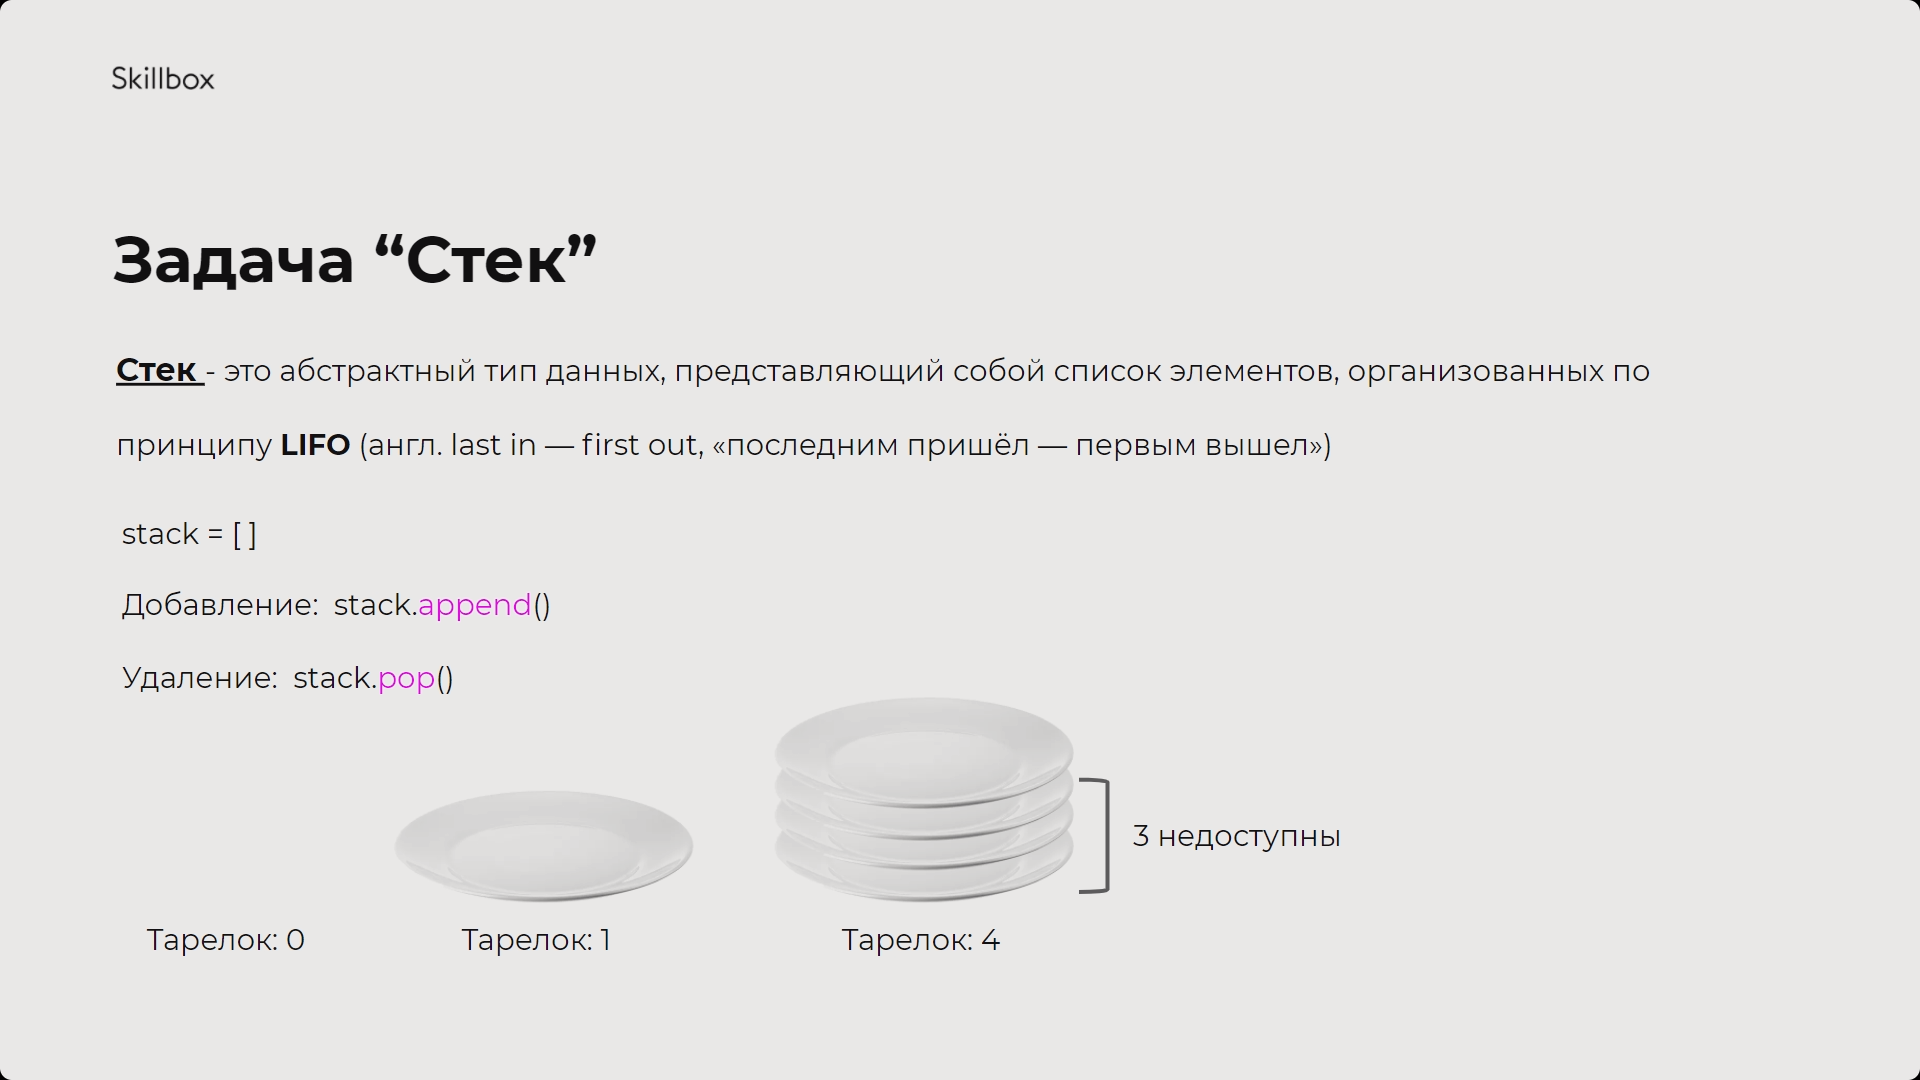 Skillbox
Задача “Стек”
Стек - это абстрактный тип данных, представляющий собой список элементов, организованных по
принципу LIFO (англ. last in — first out, «последним пришёл — первым вышел»)
stack = [ ]
Добавление: stack.append()
Удаление: stack.pop()
3 недоступны
Тарелок: 0
Тарелок: 1
Тарелок: 4